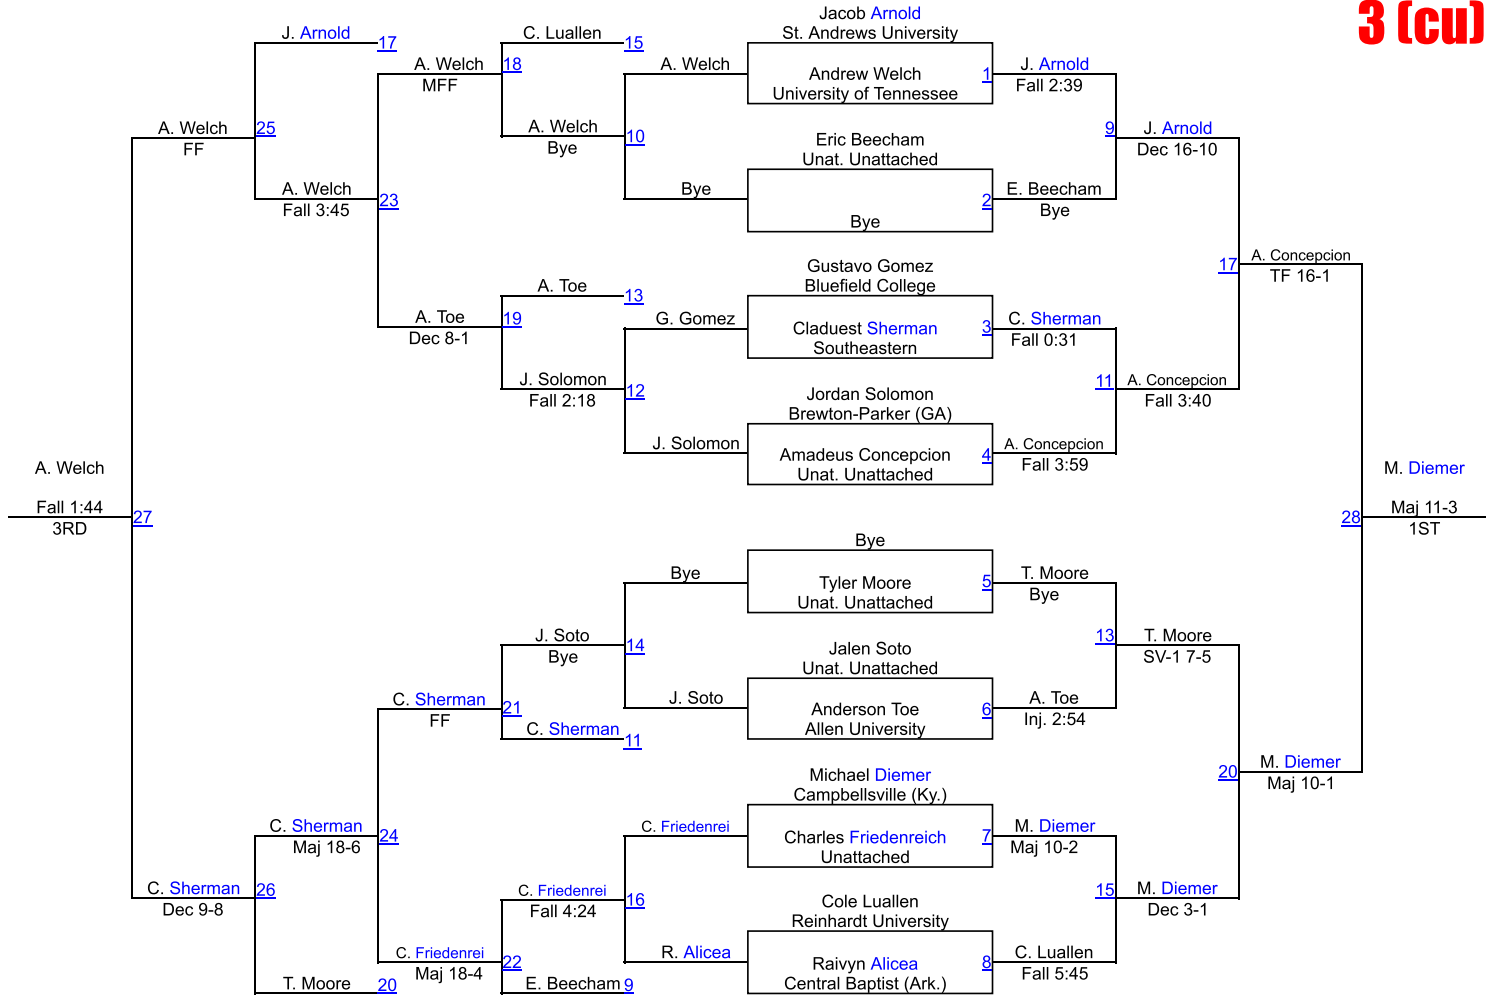 3 (cu)
Jacob Arnold
St. Andrews University
J. Arnold
17
C. Luallen
15
A. Welch
MFF
18
A. Welch
Andrew Welch
University of Tennessee
1
J. Arnold
Fall 2:39
A. Welch
FF
25
A. Welch
Bye
10
Eric Beecham
Unat. Unattached
9
J. Arnold
Dec 16-10
A. Welch
Fall 3:45
23
Bye
Bye
2
E. Beecham
Bye
Gustavo Gomez
Bluefield College
17
A. Concepcion
TF 16-1
A. Toe
13
A. Toe
Dec 8-1
19
G. Gomez
Claduest Sherman
Southeastern
3
C. Sherman
Fall 0:31
J. Solomon
Fall 2:18
12
Jordan Solomon
Brewton-Parker (GA)
11
A. Concepcion
Fall 3:40
J. Solomon
Amadeus Concepcion
Unat. Unattached
4
A. Concepcion
Fall 3:59
A. Welch
Fall 1:44
3RD
27
M. Diemer
Maj 11-3
1ST
28
Bye
Bye
Tyler Moore
Unat. Unattached
5
T. Moore
Bye
J. Soto
Bye
14
Jalen Soto
Unat. Unattached
13
T. Moore
SV-1 7-5
C. Sherman
FF
21
J. Soto
Anderson Toe
Allen University
6
A. Toe
Inj. 2:54
C. Sherman
11
Michael Diemer
Campbellsville (Ky.)
20
M. Diemer
Maj 10-1
C. Sherman
Maj 18-6
24
C. Friedenrei
Charles Friedenreich
Unattached
7
M. Diemer
Maj 10-2
C. Sherman
Dec 9-8
26
C. Friedenrei
Fall 4:24
16
Cole Luallen
Reinhardt University
15
M. Diemer
Dec 3-1
C. Friedenrei
Maj 18-4
22
R. Alicea
Raivyn Alicea
Central Baptist (Ark.)
8
C. Luallen
Fall 5:45
T. Moore
20
E. Beecham
9